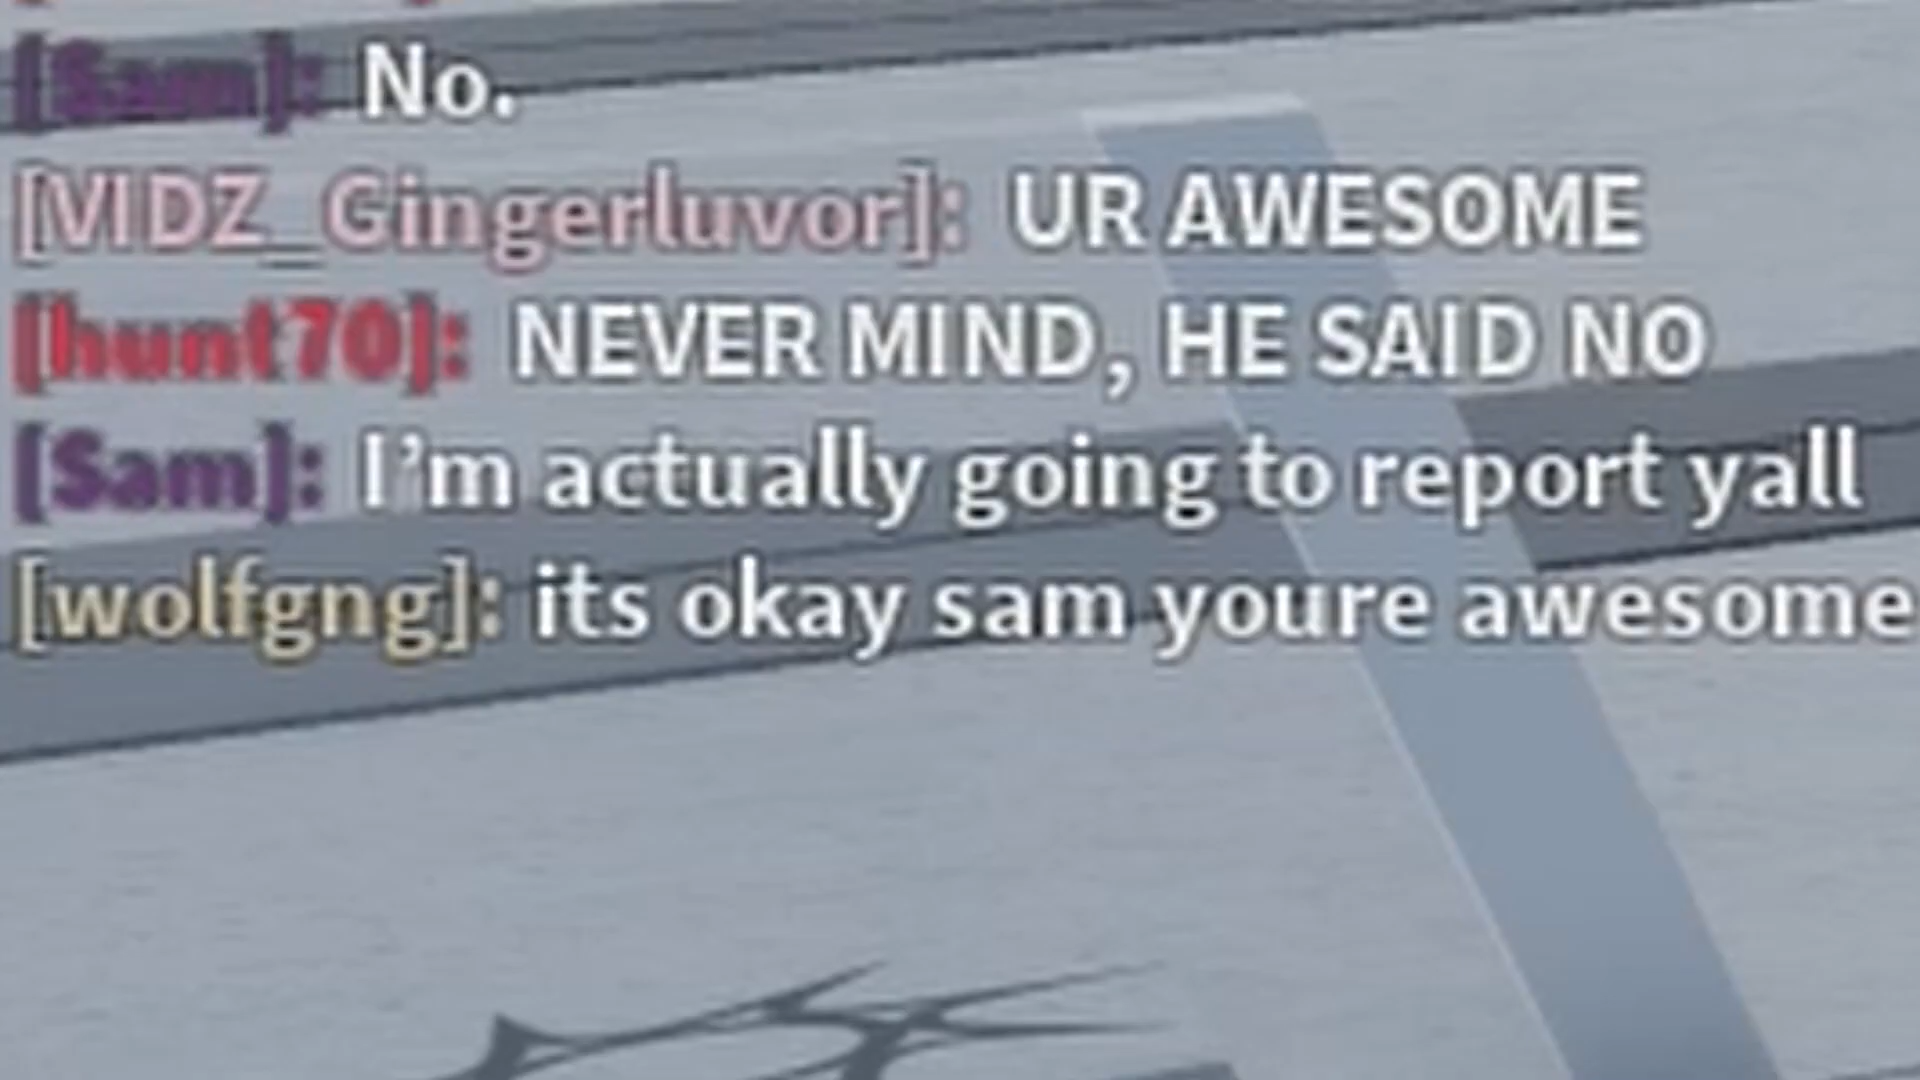 [Sam]: No.
[VIDZ_Gingerluvor]: UR AWESOME
[hunt70]: NEVER MIND, HE SAID NO
[Sam]: I'm actually going to report yall
[wolfgng]: its okay sam youre awesome